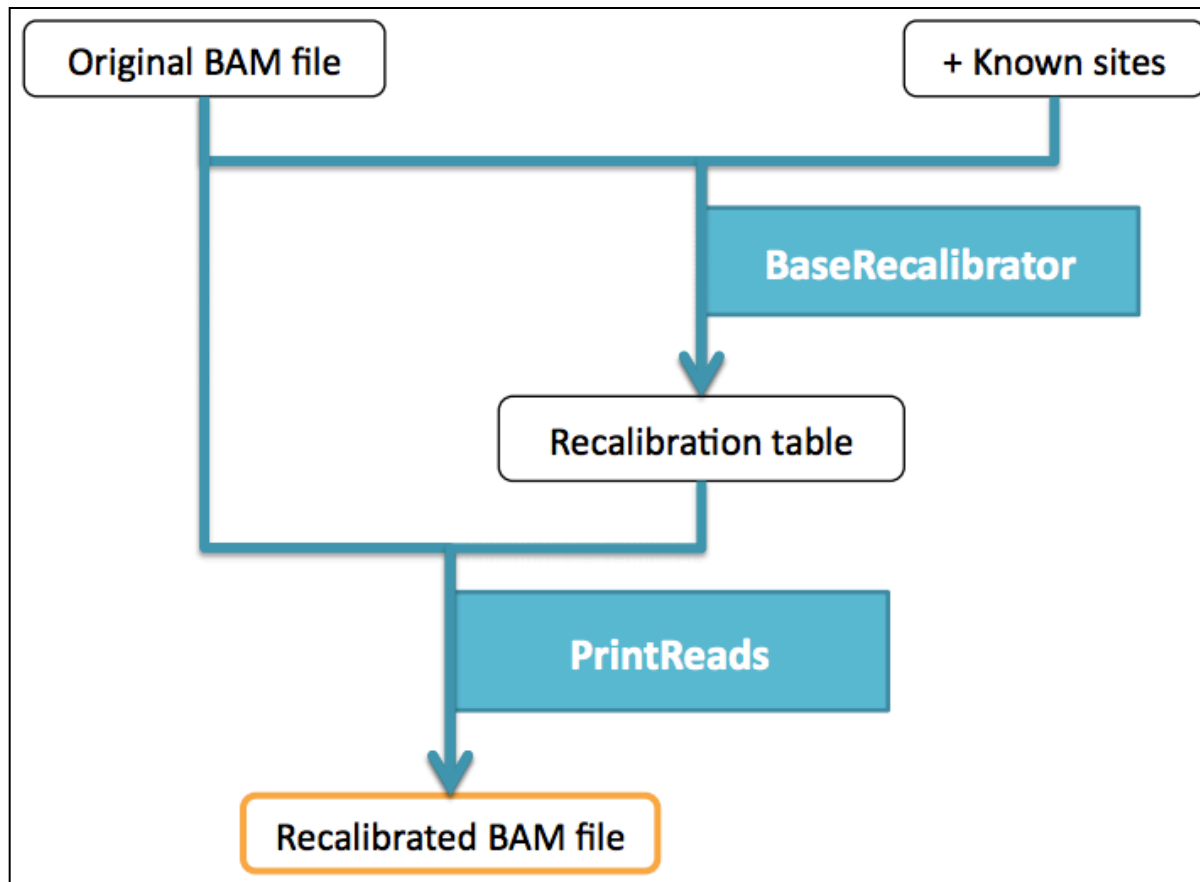 Original BAM file
+ Known sites
BaseRecalibrator
Recalibration table
PrintReads
Recalibrated BAM file